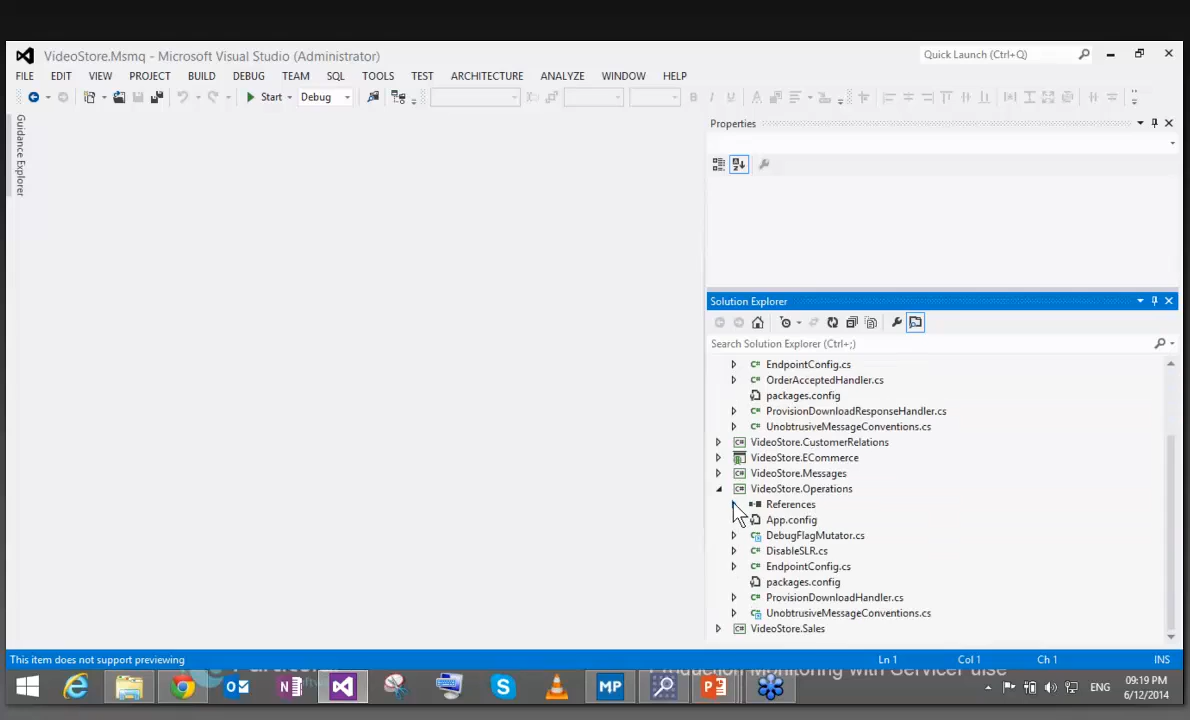 VideoStore.Msmq - Microsoft Visual Studio (Administrator)
Quick Launch (Ctrl+Q)
FILE EDIT VIEW PROJECT BUILD DEBUG TEAM SQL TOOLS TEST ARCHITECTURE ANALYZE WINDOW HELP
Start Debug
Guidance Explorer
Properties
Solution Explorer
Search Solution Explorer (Ctrl+;)
EndpointConfig.cs
OrderAcceptedHandler.cs
packages.config
ProvisionDownloadResponseHandler.cs
UnobtrusiveMessageConventions.cs
VideoStore.CustomerRelations
VideoStore.ECommerce
VideoStore.Messages
VideoStore.Operations
References
App.config
DebugFlagMutator.cs
DisableSLR.cs
EndpointConfig.cs
packages.config
ProvisionDownloadHandler.cs
UnobtrusiveMessageConventions.cs
VideoStore.Sales
This item does not support previewing
Ln 1 Col 1 Ch 1 INS
Production Monitoring with ServicePulse
MP
ENG
09:19 PM
6/12/2014